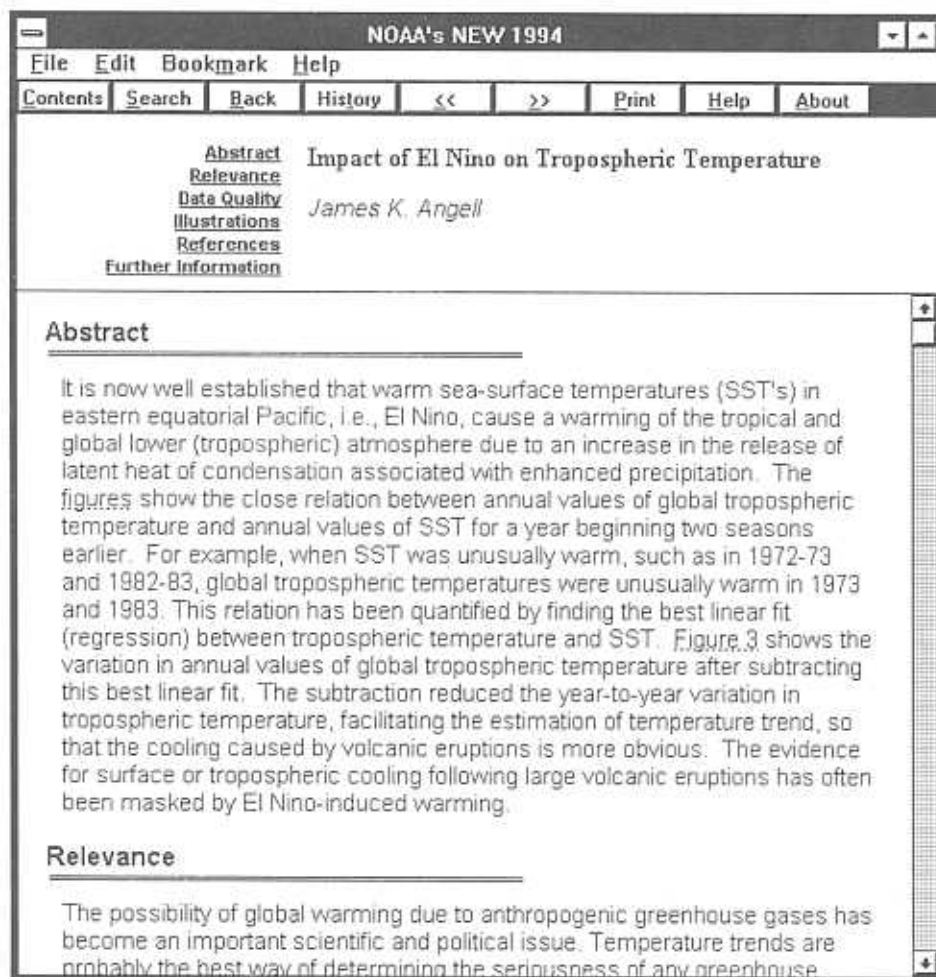 NOAA's NEW 1994
File Edit Bookmark Help
Contents Search Back History << >> Print Help About
Abstract
Relevance
Data Quality
Illustrations
References
Further Information
Impact of El Nino on Tropospheric Temperature
James K. Angell
Abstract
It is now well established that warm sea-surface temperatures (SST's) in
eastern equatorial Pacific, i.e., El Nino, cause a warming of the tropical and
global lower (tropospheric) atmosphere due to an increase in the release of
latent heat of condensation associated with enhanced precipitation. The
figures show the close relation between annual values of global tropospheric
temperature and annual values of SST for a year beginning two seasons
earlier. For example, when SST was unusually warm, such as in 1972-73
and 1982-83, global tropospheric temperatures were unusually warm in 1973
and 1983. This relation has been quantified by finding the best linear fit
(regression) between tropospheric temperature and SST. Figure 3 shows the
variation in annual values of global tropospheric temperature after subtracting
this best linear fit. The subtraction reduced the year-to-year variation in
tropospheric temperature, facilitating the estimation of temperature trend, so
that the cooling caused by volcanic eruptions is more obvious. The evidence
for surface or tropospheric cooling following large volcanic eruptions has often
been masked by El Nino-induced warming.
Relevance
The possibility of global warming due to anthropogenic greenhouse gases has
become an important scientific and political issue. Temperature trends are
probably the best way of determining the seriousness of any greenhouse